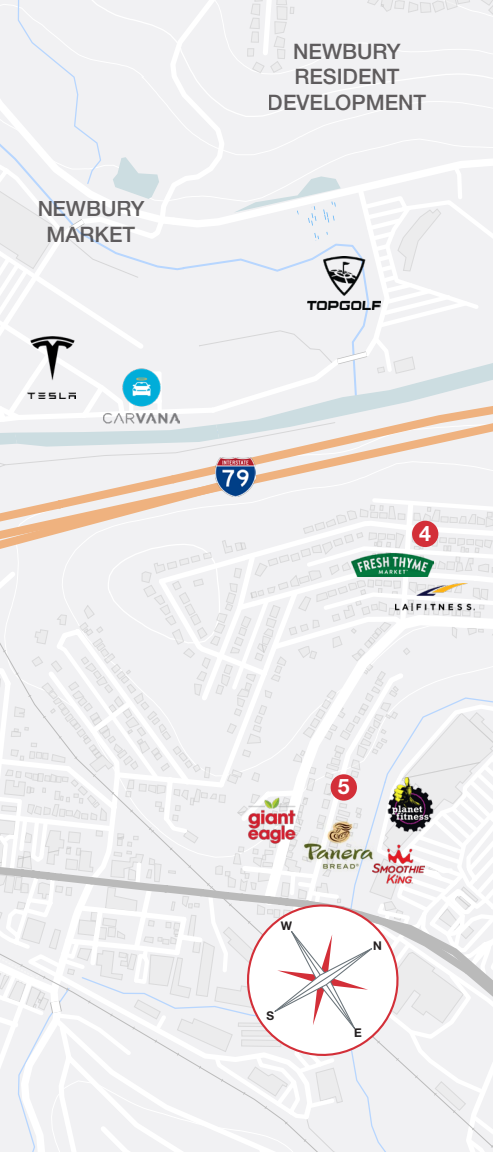 NEWBURY
RESIDENT
DEVELOPMENT
NEWBURY
MARKET
TOPGOLF
TESLA
CARVANA
INTERSTATE
79
4
FRESH THYME
MARKET
LA|FITNESS.
5
giant
eagle
planet
fitness
Panera
BREAD®
SMOOTHIE
KING
W
N
S
E